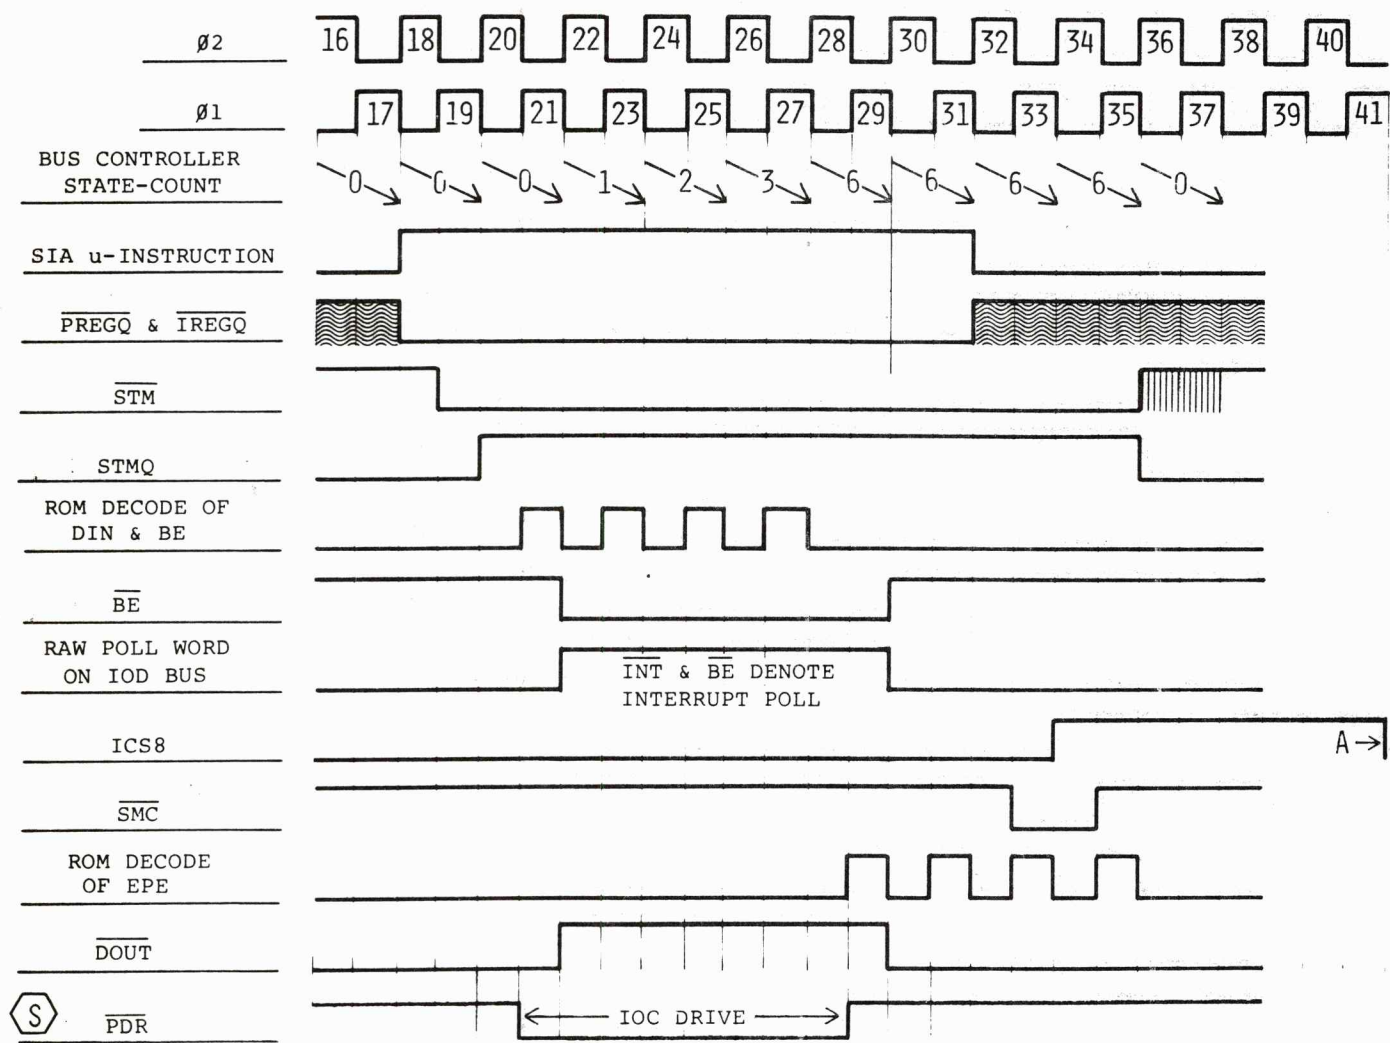 ø2 16 18 20 22 24 26 28 30 32 34 36 38 40
ø1 17 19 21 23 25 27 29 31 33 35 37 39 41
BUS CONTROLLER
STATE-COUNT
0 0 0 1 2 3 6 6 6 6 0
SIA u-INSTRUCTION
PREGQ & IREGQ
STM
STMQ
ROM DECODE OF
DIN & BE
BE
RAW POLL WORD
ON IOD BUS
INT & BE DENOTE
INTERRUPT POLL
ICS8
A
SMC
ROM DECODE
OF EPE
DOUT
S
PDR
IOC DRIVE